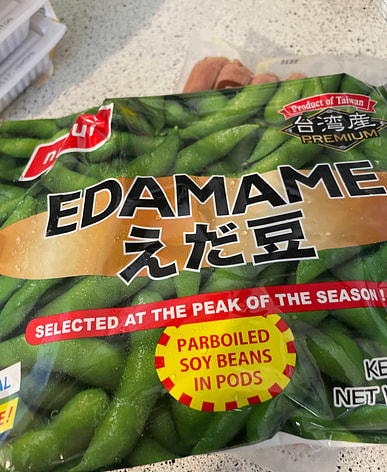 Product of Taiwan
台湾産
PREMIUM
EDAMAME
えだ豆
SELECTED AT THE PEAK OF THE SEASON!
PARBOILED
SOY BEANS
IN PODS
NET